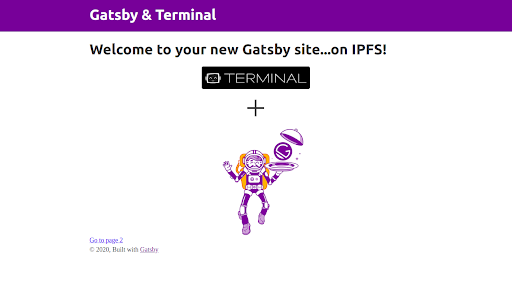 Gatsby & Terminal
Welcome to your new Gatsby site...on IPFS!
TERMINAL
Go to page 2
© 2020, Built with Gatsby